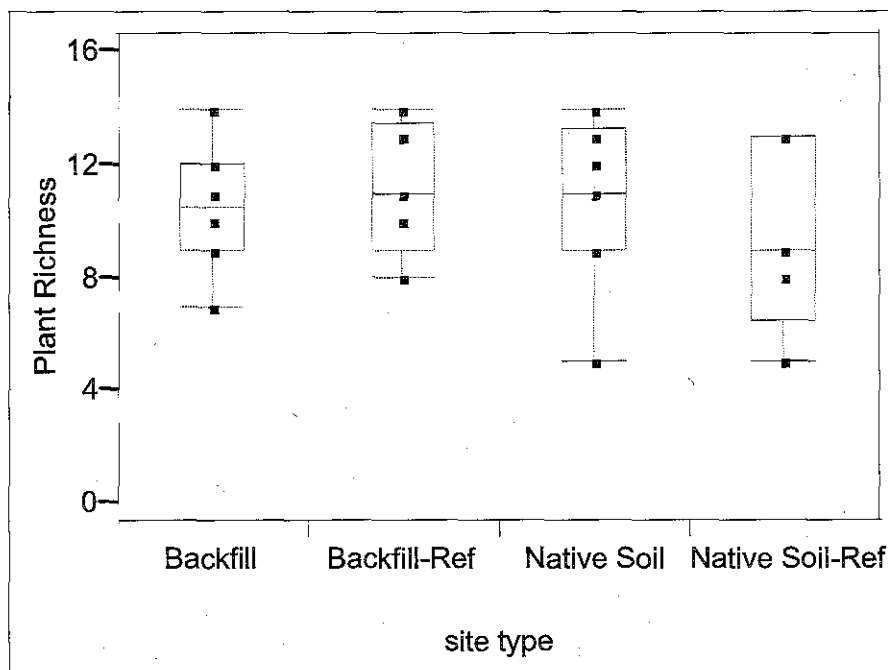 16
12
8
4
0
Plant Richness
Backfill
Backfill-Ref
Native Soil
Native Soil-Ref
site type